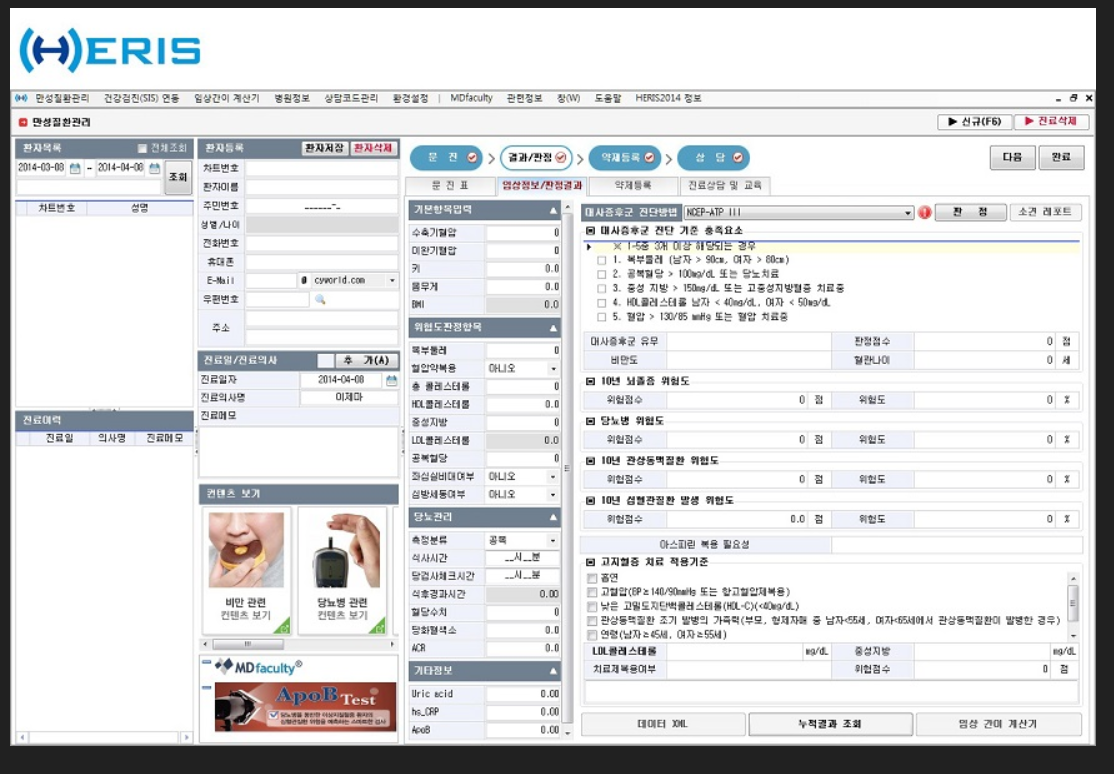 HERIS
만성질환관리 건강검진(SIS) 연동 임상간이 계산기 병원정보 상담코드관리 환경설정 | MDfaculty 관련정보 창(W) 도움말 HERIS2014 정보
만성질환관리
▶ 신규(F6) ▶ 진료삭제
환자목록 전체조회
2014-03-08 ~ 2014-04-08
조회
차트번호 성명
진료이력
진료일 의사명 진료메모
환자등록 환자저장 환자삭제
차트번호
환자이름
주민번호 ______-_
성별/나이
전화번호
휴대폰
E-Mail @ cyworld.com
우편번호
주소
진료일/진료의사 추 가(A)
진료일자 2014-04-08
진료의사명 이제마
진료메모
컨텐츠 보기
비만 관련
컨텐츠 보기
당뇨병 관련
컨텐츠 보기
MDfaculty®
ApoB Test
문 진 > 결과/판정 > 약제등록 > 상 담
다음 완료
문 진 표 임상정보/판정결과 약제등록 진료상담 및 교육
기본항목입력
수축기혈압 0
이완기혈압 0
키 0.0
몸무게 0.0
BMI 0.0
위험도판정항목
복부둘레 0
혈압약복용 아니오
총 콜레스테롤 0
HDL콜레스테롤 0.0
중성지방 0
LDL콜레스테롤 0.0
공복혈당 0
좌심실비대여부 아니오
심방세동여부 아니오
당뇨관리
측정분류 공복
식사시간 __시__분
당검사체크시간 __시__분
식후경과시간 0.00
혈당수치 0.0
당화혈색소 0.0
ACR 0.0
기타정보
Uric acid 0.00
hs_CRP 0.00
ApoB 0.00
대사증후군 진단방법 NCEP-ATP III 판 정 소견 레포트
대사증후군 진단 기준 충족요소
※ 1-5중 3개 이상 해당되는 경우
1. 복부둘레 (남자 > 90cm, 여자 > 80cm)
2. 공복혈당 > 100mg/dL 또는 당뇨치료
3. 중성 지방 > 150mg/dL 또는 고중성지방혈증 치료중
4. HDL콜레스테롤 남자 < 40mg/dL, 여자 < 50mg/dL
5. 혈압 > 130/85 mmHg 또는 혈압 치료중
대사증후군 유무 판정점수 0 점
비만도 혈관나이 0 세
10년 뇌졸증 위험도
위험점수 0 점 위험도 0 %
당뇨병 위험도
위험점수 0 점 위험도 0 %
10년 관상동맥질환 위험도
위험점수 0 점 위험도 0 %
10년 심혈관질환 발생 위험도
위험점수 0.0 점 위험도 0 %
아스피린 복용 필요성
고지혈증 치료 적용기준
흡연
고혈압(BP≥140/90mmHg 또는 항고혈압제복용)
낮은 고밀도지단백콜레스테롤(HDL-C)(<40mg/dL)
관상동맥질환 조기 발병의 가족력(부모, 형제자매 중 남자<55세, 여자<65세에서 관상동맥질환이 발병한 경우)
연령(남자≥45세, 여자≥55세)
LDL콜레스테롤 mg/dL 중성지방 mg/dL
치료제복용여부 위험점수 0 점
데이터 XML 누적결과 조회 임상 간이 계산기